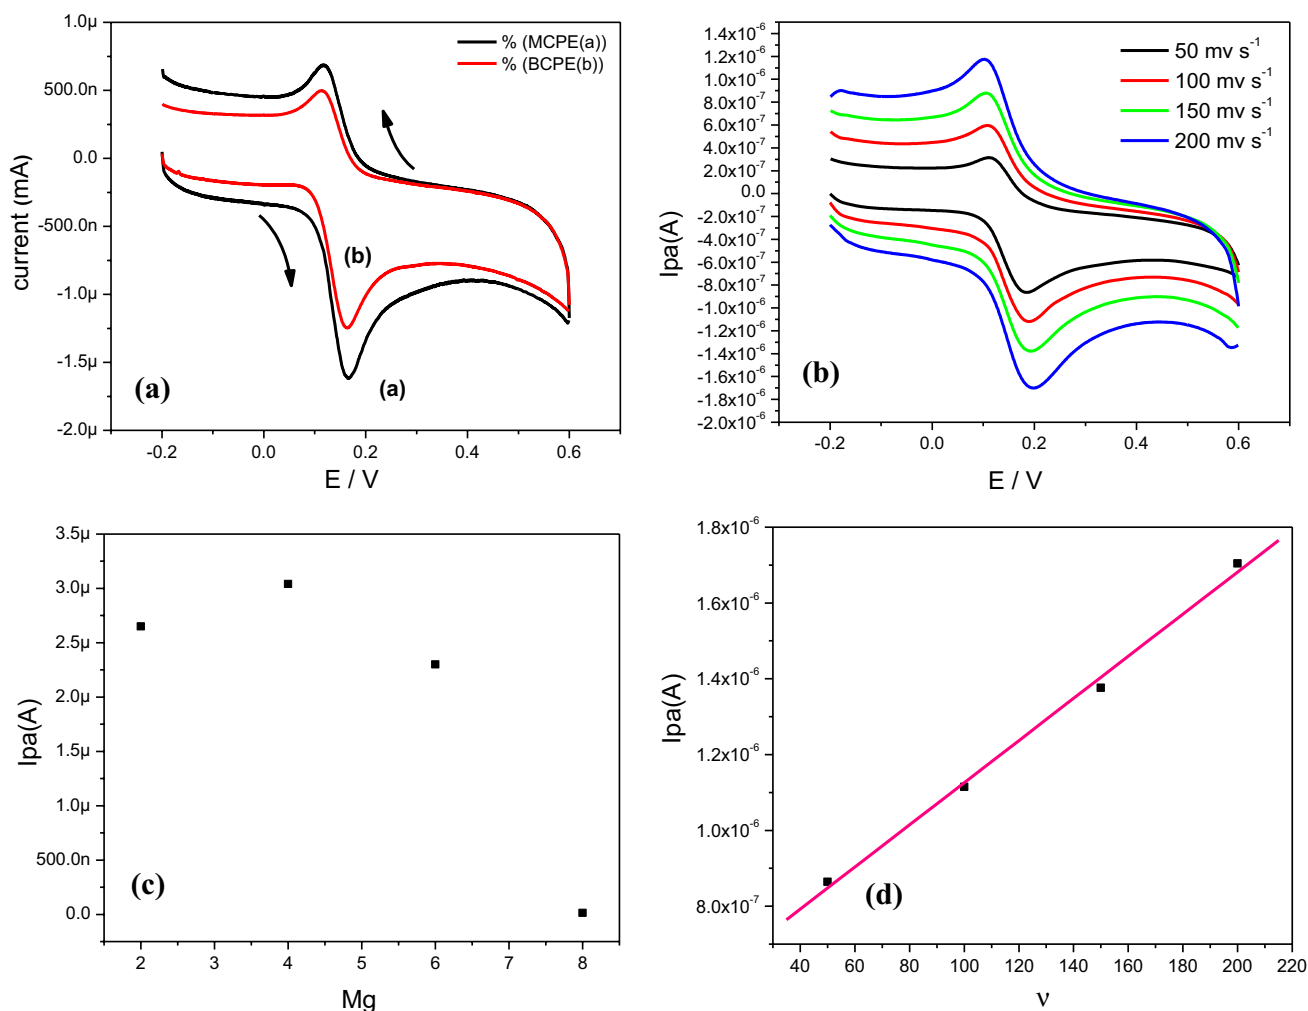 1.0μ
500.0n
0.0
-500.0n
-1.0μ
-1.5μ
-2.0μ
current (mA)
% (MCPE(a))
% (BCPE(b))
(b)
(a)
(a)
-0.2 0.0 0.2 0.4 0.6
E / V
1.4x10⁻⁶
1.2x10⁻⁶
1.0x10⁻⁶
8.0x10⁻⁷
6.0x10⁻⁷
4.0x10⁻⁷
2.0x10⁻⁷
0.0
-2.0x10⁻⁷
-4.0x10⁻⁷
-6.0x10⁻⁷
-8.0x10⁻⁷
-1.0x10⁻⁶
-1.2x10⁻⁶
-1.4x10⁻⁶
-1.6x10⁻⁶
-1.8x10⁻⁶
-2.0x10⁻⁶
Ipa(A)
50 mv s⁻¹
100 mv s⁻¹
150 mv s⁻¹
200 mv s⁻¹
(b)
-0.2 0.0 0.2 0.4 0.6
E / V
3.5μ
3.0μ
2.5μ
2.0μ
1.5μ
1.0μ
500.0n
0.0
Ipa(A)
(c)
2 3 4 5 6 7 8
Mg
1.8x10⁻⁶
1.6x10⁻⁶
1.4x10⁻⁶
1.2x10⁻⁶
1.0x10⁻⁶
8.0x10⁻⁷
Ipa(A)
(d)
40 60 80 100 120 140 160 180 200 220
ν